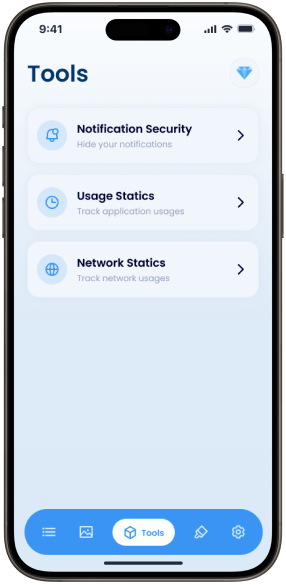 9:41
Tools
Notification Security
Hide your notifications
Usage Statics
Track application usages
Network Statics
Track network usages
Tools